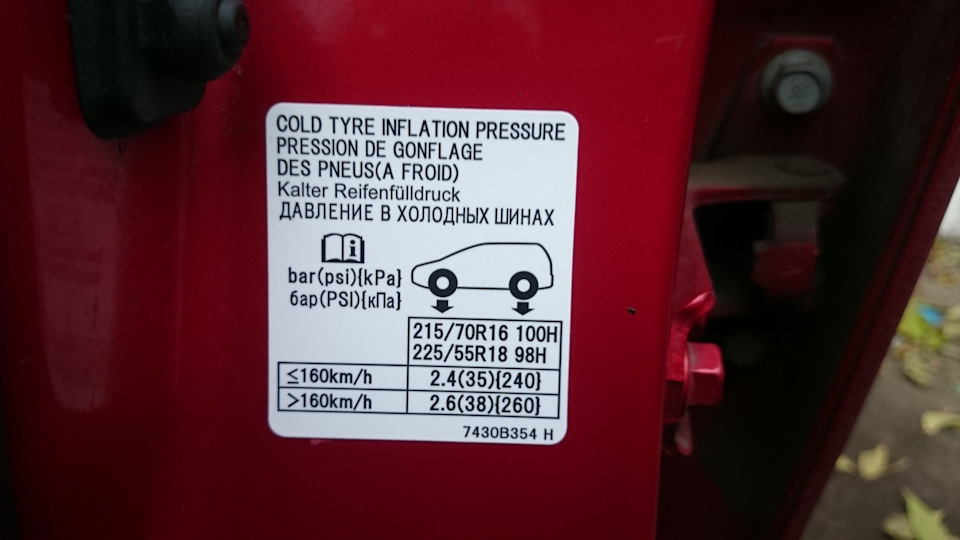 COLD TYRE INFLATION PRESSURE
PRESSION DE GONFLAGE
DES PNEUS(A FROID)
Kalter Reifenfülldruck
ДАВЛЕНИЕ В ХОЛОДНЫХ ШИНАХ
bar(psi){kPa}
бар(PSI){кПа}
215/70R16 100H
225/55R18 98H
≤160km/h 2.4(35){240}
>160km/h 2.6(38){260}
7430B354 H